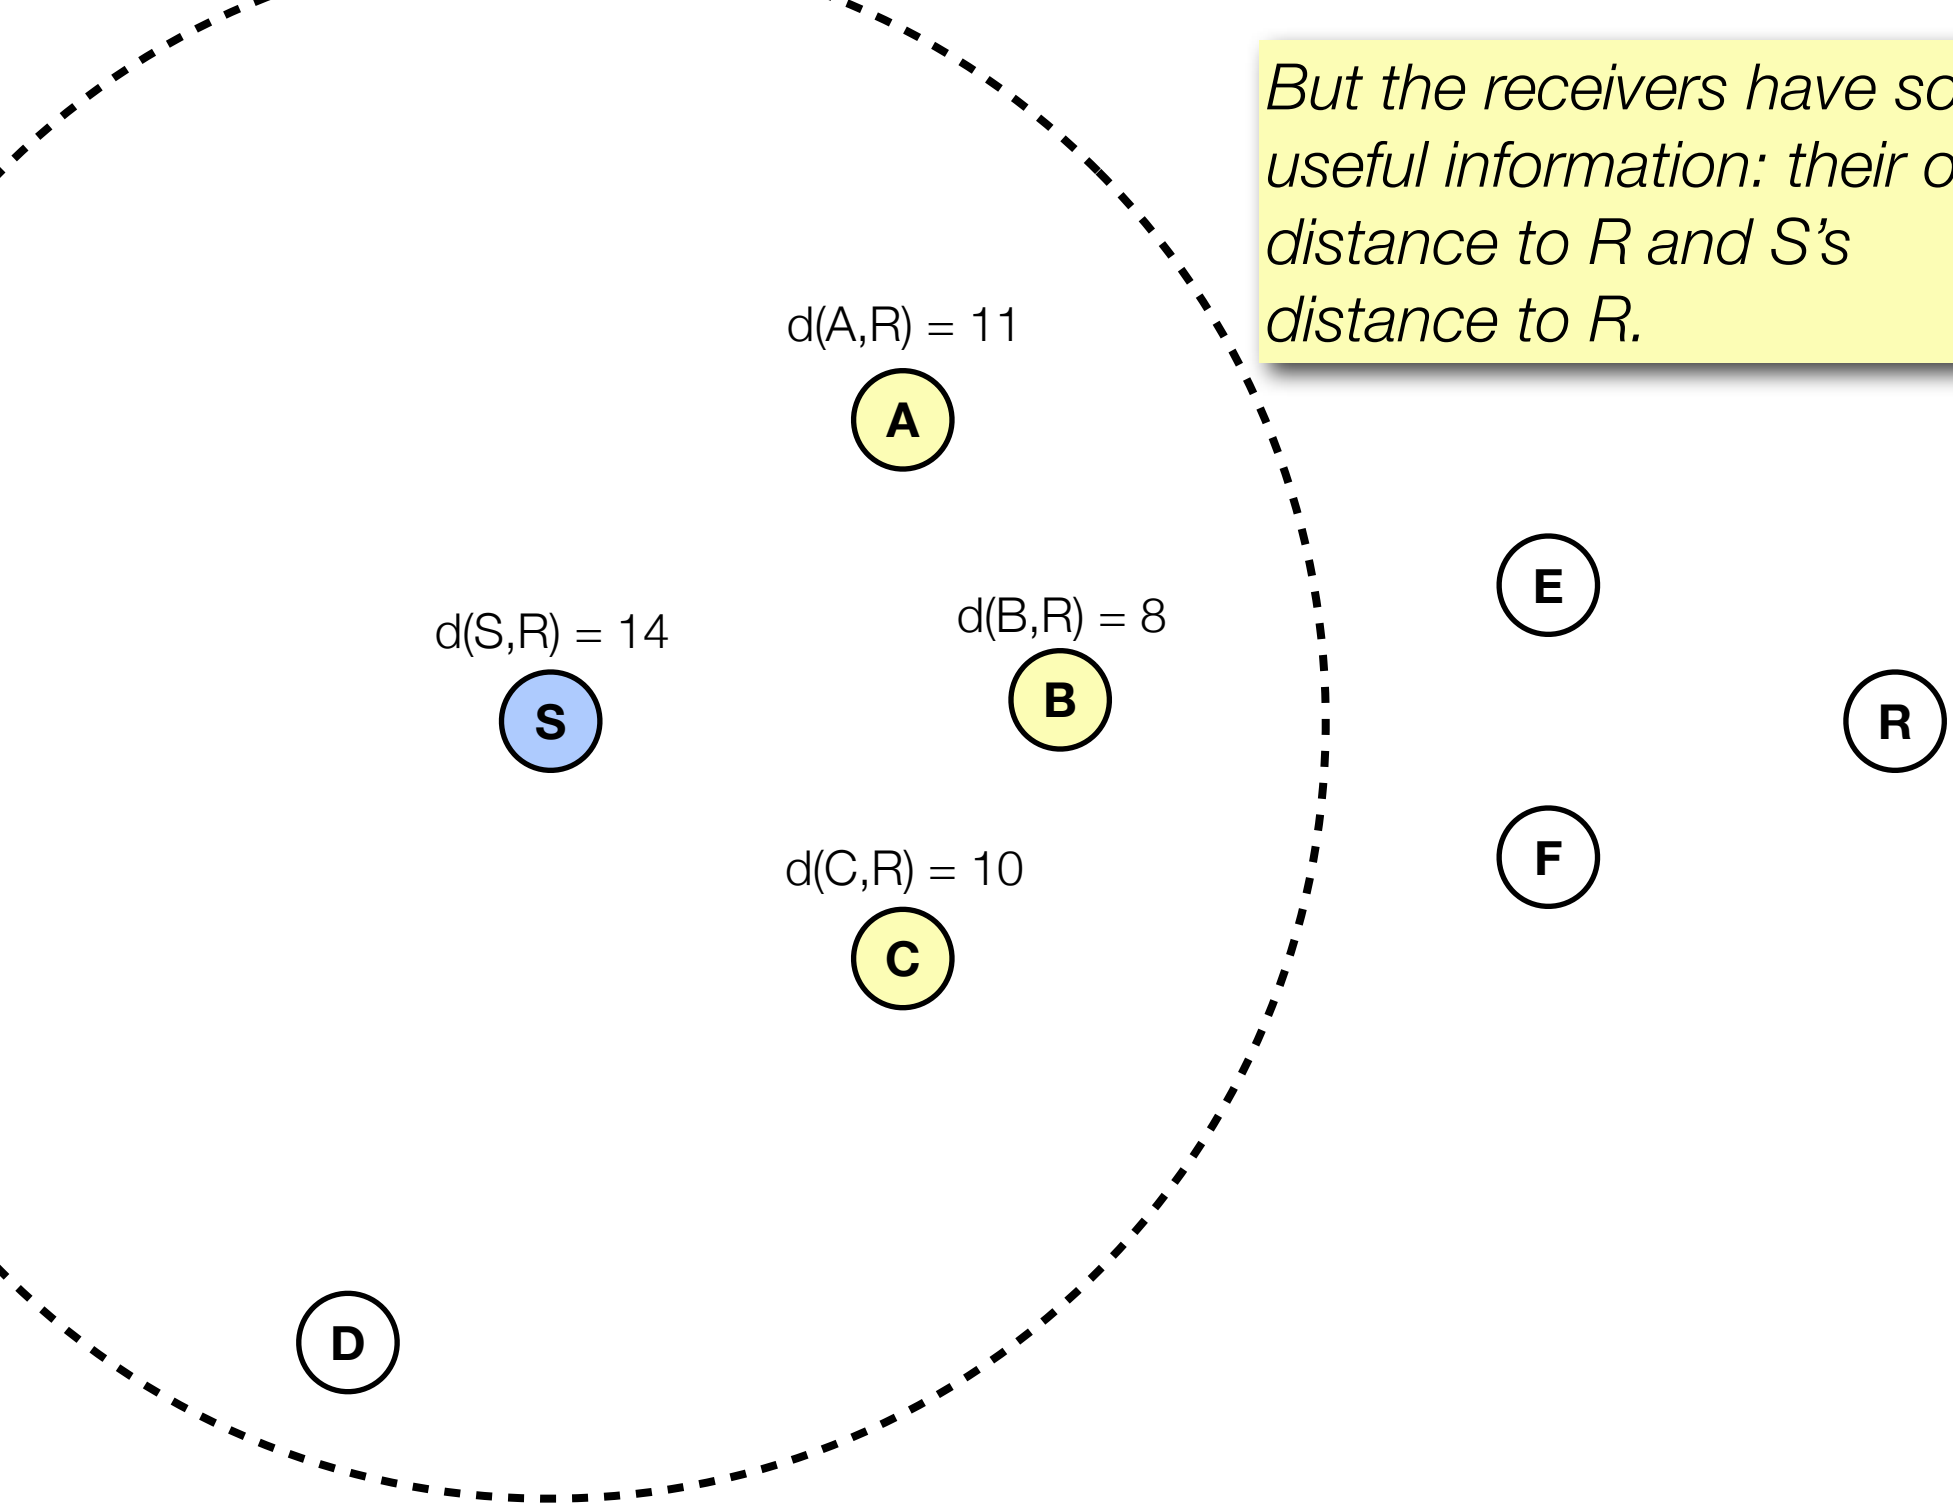 But the receivers have so
useful information: their o
distance to R and S’s
distance to R.
d(A,R) = 11
A
E
d(B,R) = 8
d(S,R) = 14
B
S
R
d(C,R) = 10
F
C
D